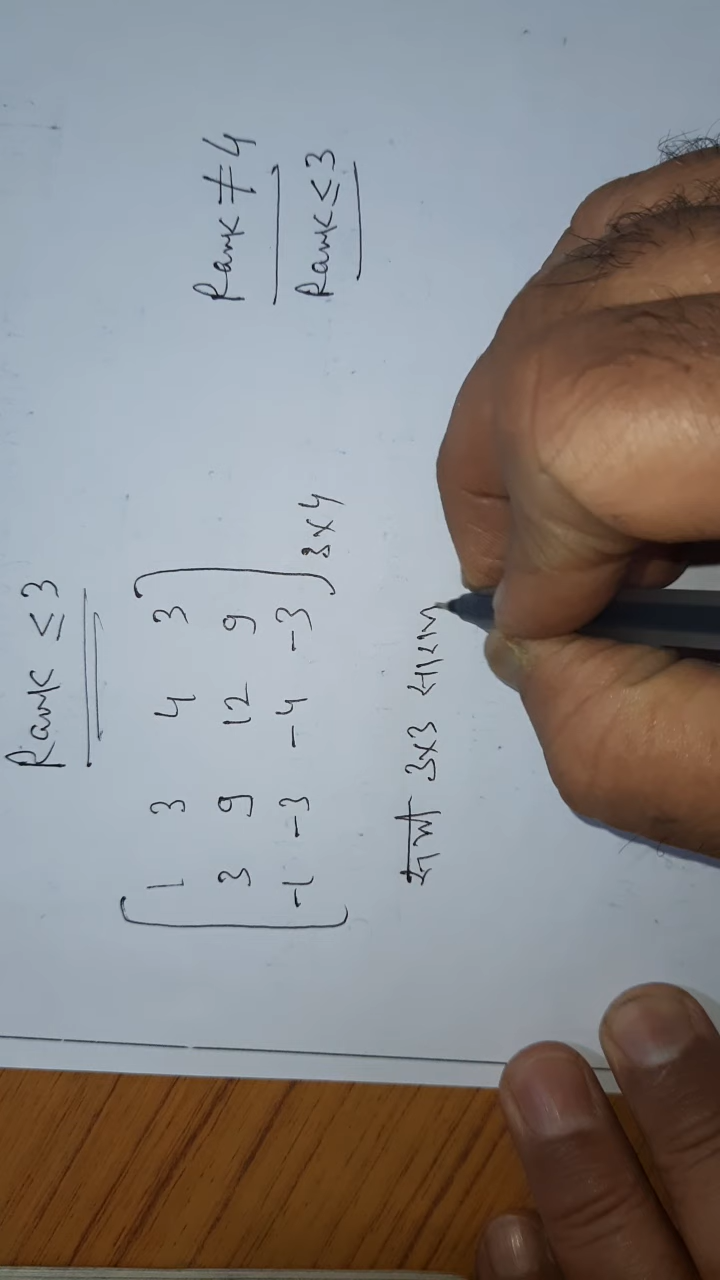 Rank ≤ 3
1 3 4 3
3 9 12 9
-1 -3 -4 -3
3×4
Rank ≠ 4
Rank ≤ 3
सभी 3×3